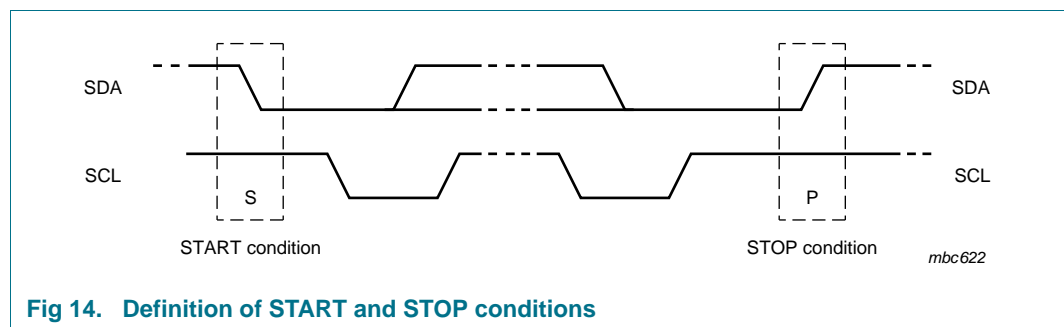 SDA
SDA
SCL
SCL
S
P
START condition
STOP condition
mbc622
Fig 14. Definition of START and STOP conditions